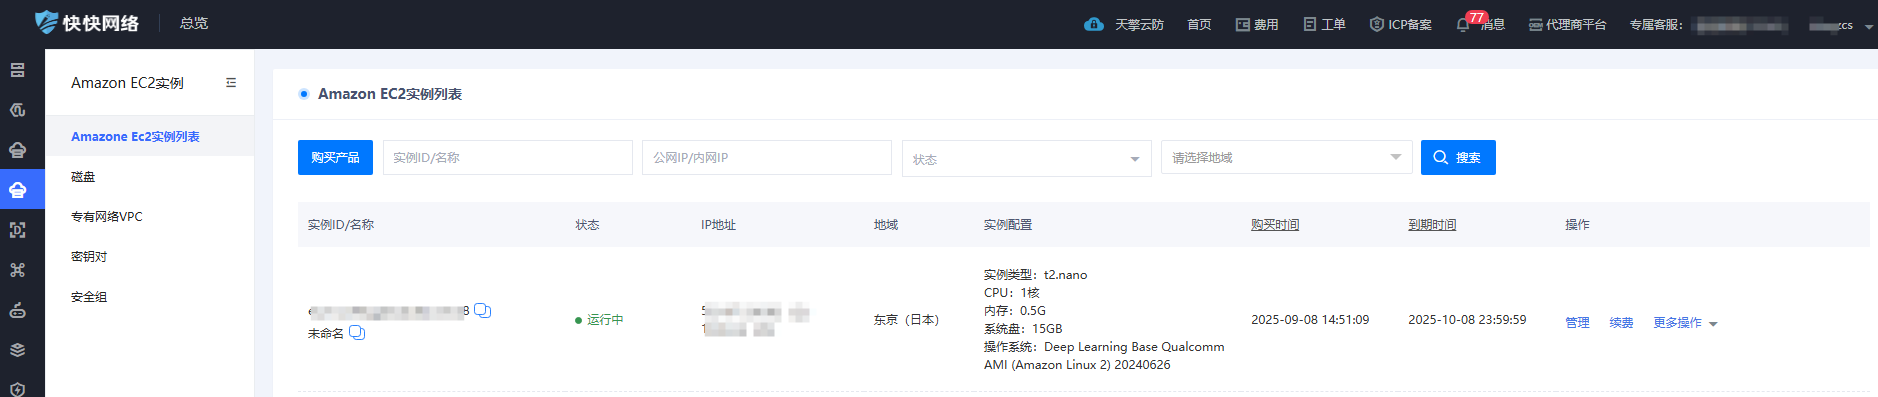 快快网络
总览
天擎云防
首页
费用
工单
ICP备案
77
消息
代理商平台
专属客服：
zcs
Amazon EC2实例
Amazone Ec2实例列表
磁盘
专有网络VPC
密钥对
安全组
Amazon EC2实例列表
购买产品
实例ID/名称
公网IP/内网IP
状态
请选择地域
搜索
实例ID/名称
状态
IP地址
地域
实例配置
购买时间
到期时间
操作
8
未命名
运行中
东京（日本）
实例类型：t2.nano
CPU：1核
内存：0.5G
系统盘：15GB
操作系统：Deep Learning Base Qualcomm
AMI (Amazon Linux 2) 20240626
2025-09-08 14:51:09
2025-10-08 23:59:59
管理
续费
更多操作